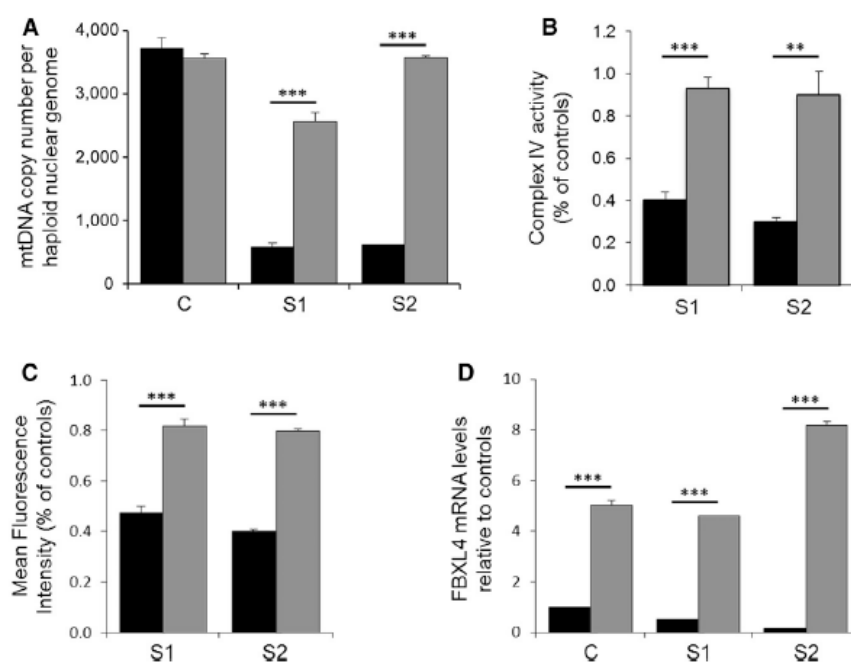 A
mtDNA copy number per
haploid nuclear genome
4,000
3,000
2,000
1,000
0
***
***
C
S1
S2
B
Complex IV activity
(% of controls)
1.2
1.0
0.8
0.6
0.4
0.2
0.0
***
**
S1
S2
C
Mean Fluorescence
Intensity (% of controls)
1.0
0.8
0.6
0.4
0.2
0.0
***
***
S1
S2
D
FBXL4 mRNA levels
relative to controls
10
8
6
4
2
0
***
***
***
C
S1
S2